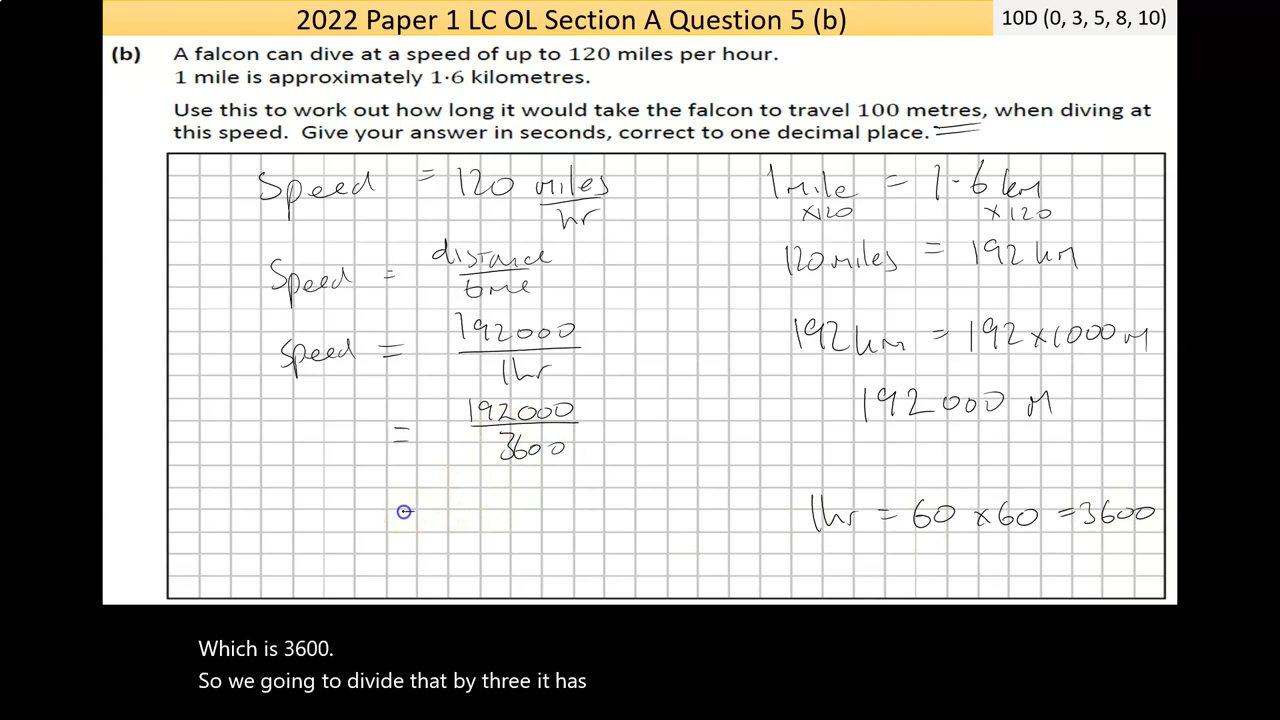 2022 Paper 1 LC OL Section A Question 5 (b)
10D (0, 3, 5, 8, 10)
(b) A falcon can dive at a speed of up to 120 miles per hour.
1 mile is approximately 1·6 kilometres.
Use this to work out how long it would take the falcon to travel 100 metres, when diving at
this speed. Give your answer in seconds, correct to one decimal place.
Speed = 120 miles
hr
Speed = distance
time
Speed = 192000
1hr
= 192000
3600
1 mile = 1.6 km
×120 ×120
120 miles = 192 km
192 km = 192 × 1000 M
192 000 M
1hr = 60 × 60 = 3600
Which is 3600.
So we going to divide that by three it has